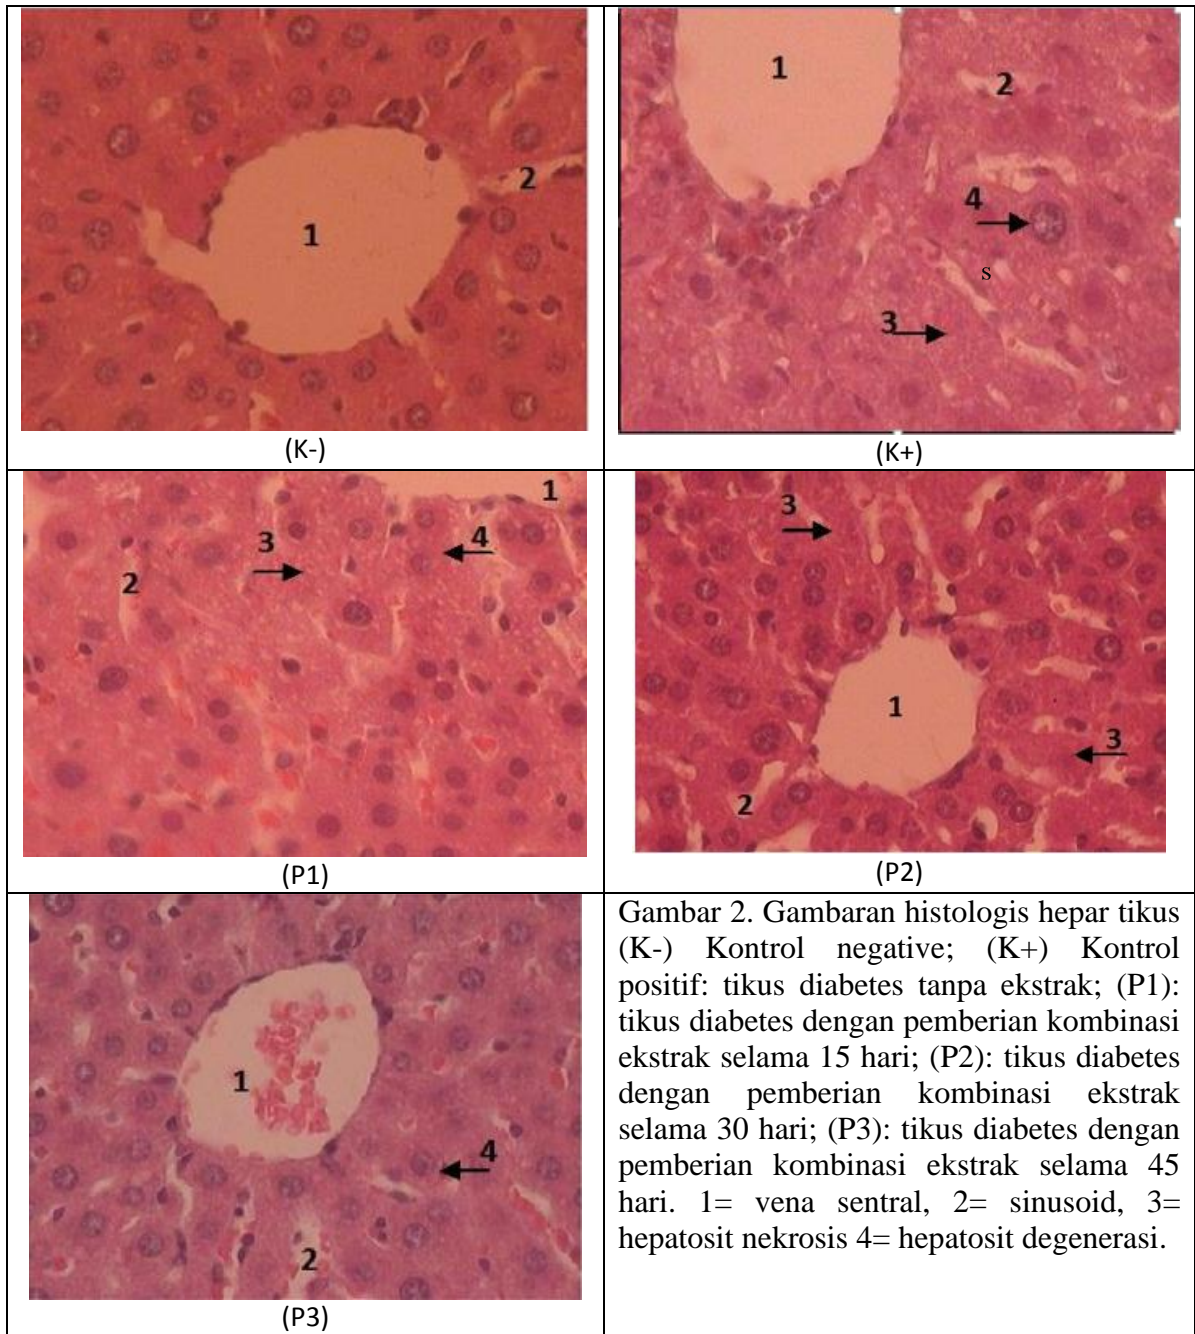 1
2
(K-)
1
2
4
s
3
(K+)
1
3
4
2
(P1)
3
1
3
2
(P2)
1
4
2
(P3)
Gambar 2. Gambaran histologis hepar tikus
(K-) Kontrol negative; (K+) Kontrol
positif: tikus diabetes tanpa ekstrak; (P1):
tikus diabetes dengan pemberian kombinasi
ekstrak selama 15 hari; (P2): tikus diabetes
dengan pemberian kombinasi ekstrak
selama 30 hari; (P3): tikus diabetes dengan
pemberian kombinasi ekstrak selama 45
hari. 1= vena sentral, 2= sinusoid, 3=
hepatosit nekrosis 4= hepatosit degenerasi.